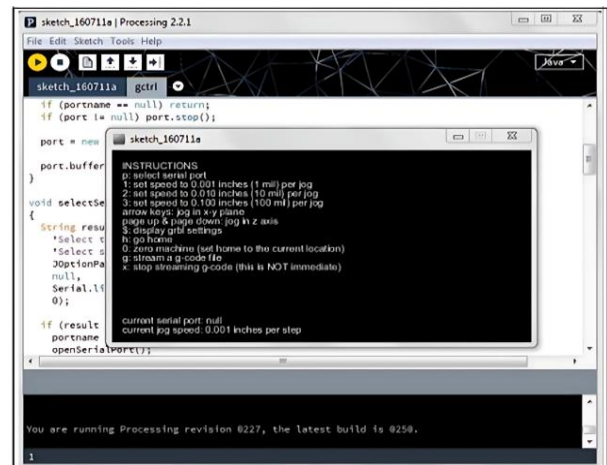 sketch_160711a | Processing 2.2.1
File Edit Sketch Tools Help
Java
sketch_160711a gctrl
if (portname == null) return;
if (port != null) port.stop();
port = new
port.buffer
}
void selectSe
{
String resu
'Select t
'Select s
JOptionPa
null,
Serial.li
0);
if (result
portname
openSerialPort();
sketch_160711a
INSTRUCTIONS
p: select serial port
1: set speed to 0.001 inches (1 mil) per jog
2: set speed to 0.010 inches (10 mil) per jog
3: set speed to 0.100 inches (100 mil) per jog
arrow keys: jog in x-y plane
page up & page down: jog in z axis
$: display grbl settings
h: go home
0: zero machine (set home to the current location)
g: stream a g-code file
x: stop streaming g-code (this is NOT immediate)
current serial port: null
current jog speed: 0.001 inches per step
You are running Processing revision 0227, the latest build is 0250.
1